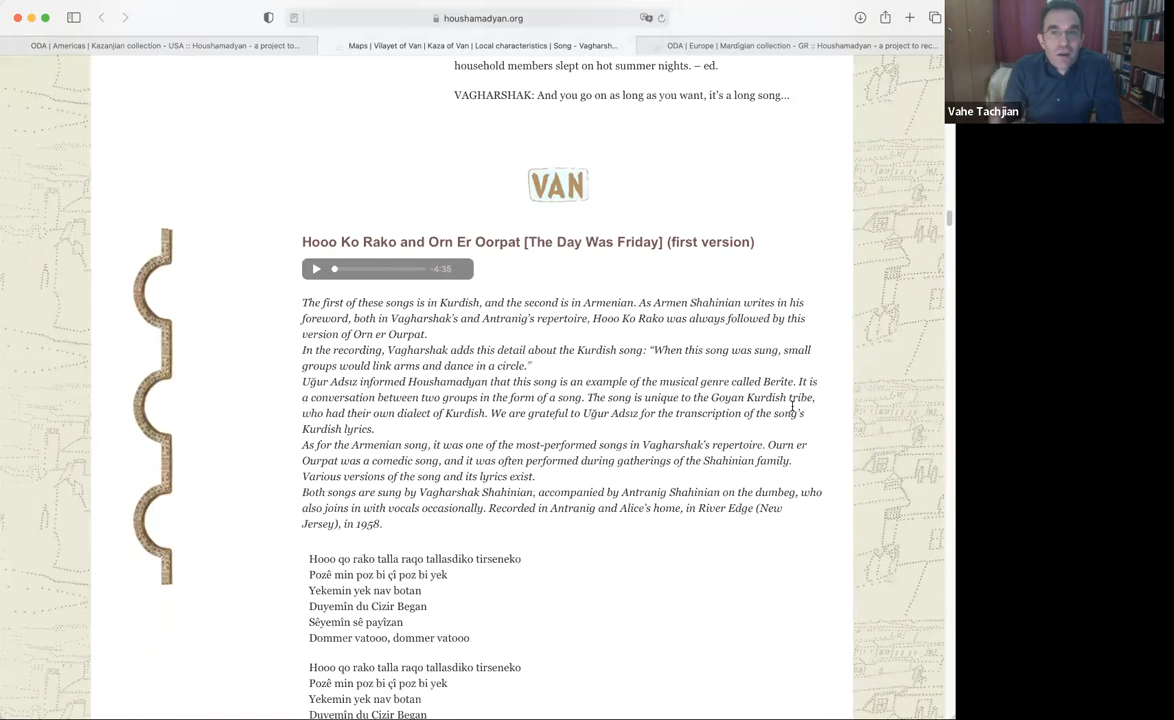 houshamadyan.org
ODA | Americas | Kazanjian collection - USA :: Houshamadyan - a project to...
Maps | Vilayet of Van | Kaza of Van | Local characteristics | Song - Vagharsh...
ODA | Europe | Mardigian collection - GR :: Houshamadyan - a project to rec...
Vahe Tachjian
household members slept on hot summer nights. – ed.
VAGHARSHAK: And you go on as long as you want, it's a long song...
VAN
Hooo Ko Rako and Orn Er Oorpat [The Day Was Friday] (first version)
-4:35
The first of these songs is in Kurdish, and the second is in Armenian. As Armen Shahinian writes in his
foreword, both in Vagharshak's and Antranig's repertoire, Hooo Ko Rako was always followed by this
version of Orn er Ourpat.
In the recording, Vagharshak adds this detail about the Kurdish song: “When this song was sung, small
groups would link arms and dance in a circle.”
Uğur Adsız informed Houshamadyan that this song is an example of the musical genre called Berîte. It is
a conversation between two groups in the form of a song. The song is unique to the Goyan Kurdish tribe,
who had their own dialect of Kurdish. We are grateful to Uğur Adsız for the transcription of the song's
Kurdish lyrics.
As for the Armenian song, it was one of the most-performed songs in Vagharshak's repertoire. Ourn er
Ourpat was a comedic song, and it was often performed during gatherings of the Shahinian family.
Various versions of the song and its lyrics exist.
Both songs are sung by Vagharshak Shahinian, accompanied by Antranig Shahinian on the dumbeg, who
also joins in with vocals occasionally. Recorded in Antranig and Alice's home, in River Edge (New
Jersey), in 1958.
Hooo qo rako talla raqo tallasdiko tirseneko
Pozê min poz bi çî poz bi yek
Yekemin yek nav botan
Duyemîn du Cizir Began
Sêyemîn sê payîzan
Dommer vatooo, dommer vatooo
Hooo qo rako talla raqo tallasdiko tirseneko
Pozê min poz bi çî poz bi yek
Yekemin yek nav botan
Duyemîn du Cizir Began